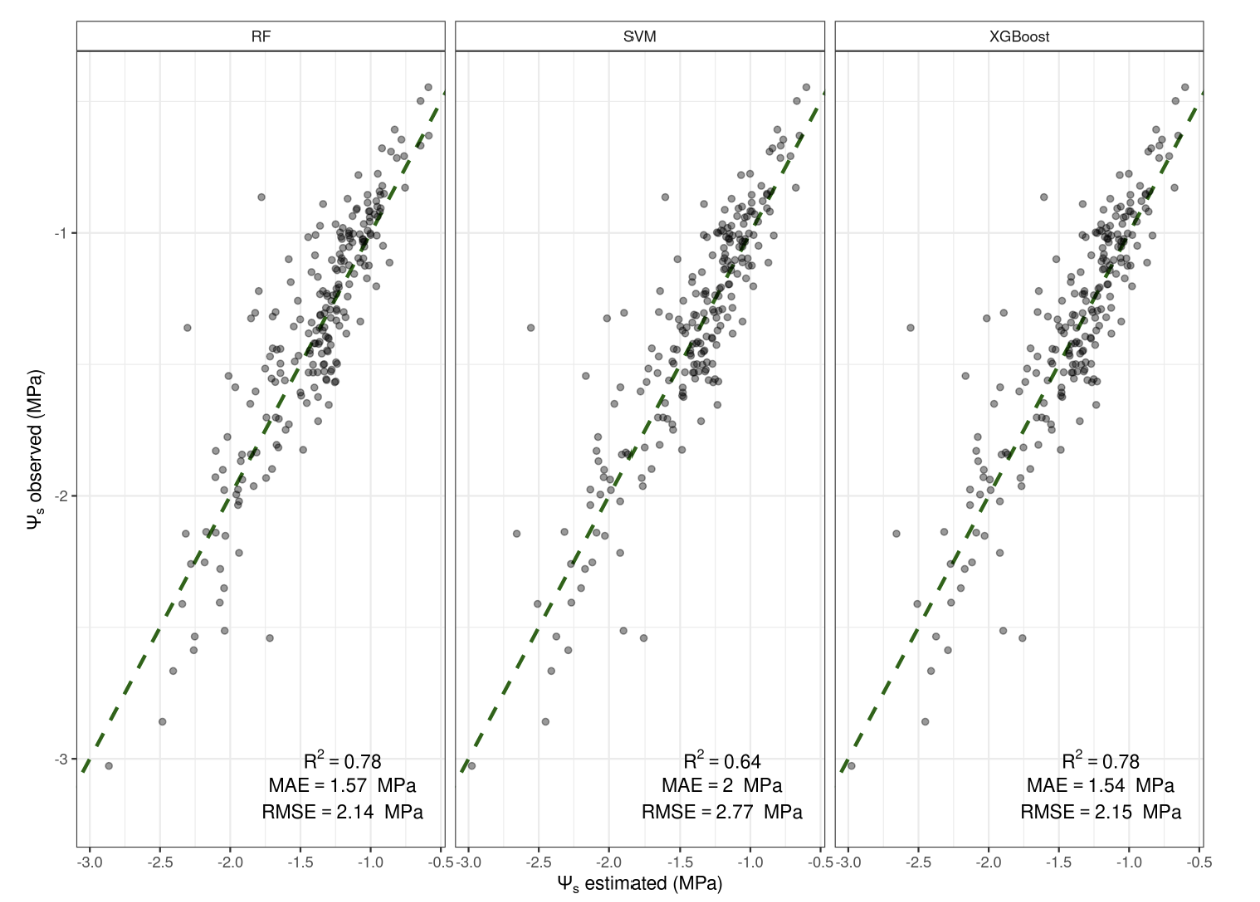 RF
SVM
XGBoost
-1
-2
-3
Ψs observed (MPa)
R2 = 0.78
MAE = 1.57 MPa
RMSE = 2.14 MPa
R2 = 0.64
MAE = 2 MPa
RMSE = 2.77 MPa
R2 = 0.78
MAE = 1.54 MPa
RMSE = 2.15 MPa
-3.0 -2.5 -2.0 -1.5 -1.0 -0.5
-3.0 -2.5 -2.0 -1.5 -1.0 -0.5
-3.0 -2.5 -2.0 -1.5 -1.0 -0.5
Ψs estimated (MPa)